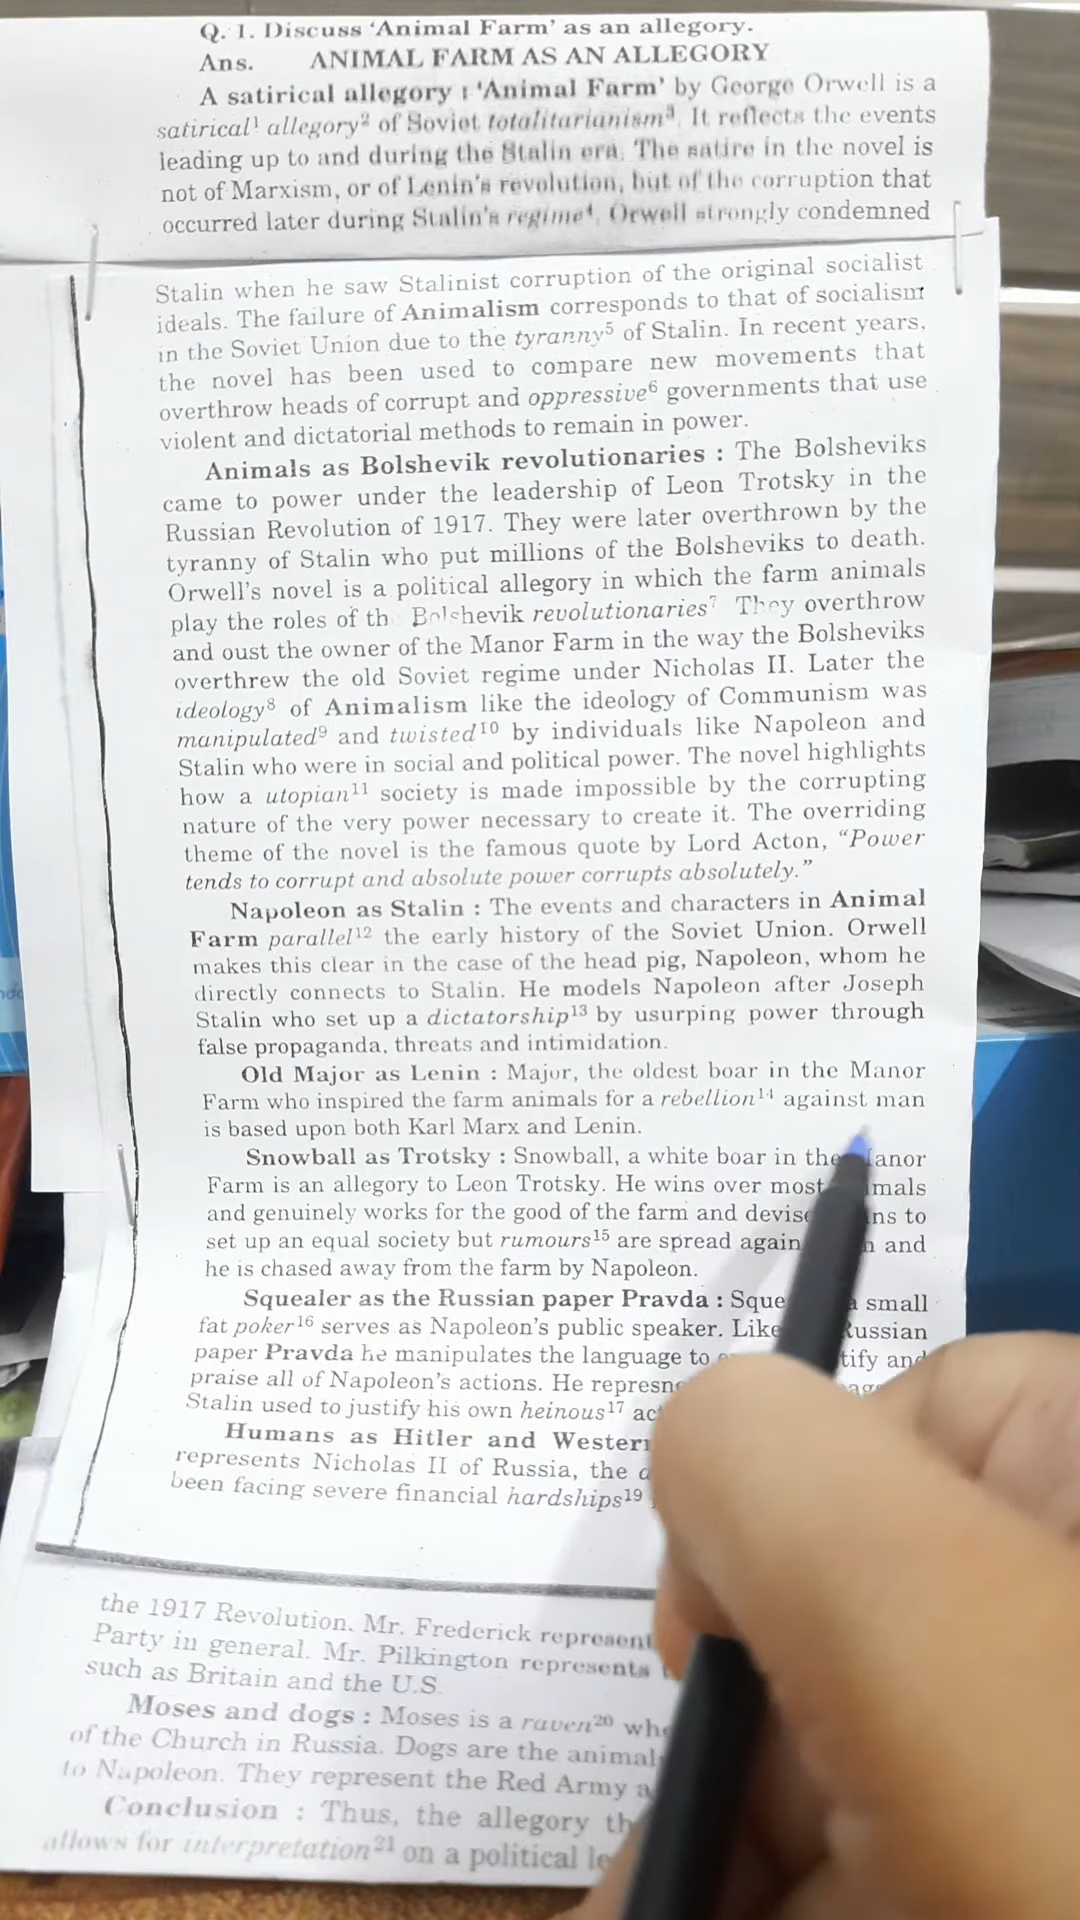 Q. 1. Discuss ‘Animal Farm’ as an allegory.
Ans. ANIMAL FARM AS AN ALLEGORY
A satirical allegory : ‘Animal Farm’ by George Orwell is a
satirical¹ allegory² of Soviet totalitarianism³. It reflects the events
leading up to and during the Stalin era. The satire in the novel is
not of Marxism, or of Lenin's revolution, but of the corruption that
occurred later during Stalin's regime⁴. Orwell strongly condemned
Stalin when he saw Stalinist corruption of the original socialist
ideals. The failure of Animalism corresponds to that of socialism
in the Soviet Union due to the tyranny⁵ of Stalin. In recent years,
the novel has been used to compare new movements that
overthrow heads of corrupt and oppressive⁶ governments that use
violent and dictatorial methods to remain in power.
Animals as Bolshevik revolutionaries : The Bolsheviks
came to power under the leadership of Leon Trotsky in the
Russian Revolution of 1917. They were later overthrown by the
tyranny of Stalin who put millions of the Bolsheviks to death.
Orwell's novel is a political allegory in which the farm animals
play the roles of th Bolshevik revolutionaries⁷ They overthrow
and oust the owner of the Manor Farm in the way the Bolsheviks
overthrew the old Soviet regime under Nicholas II. Later the
ideology⁸ of Animalism like the ideology of Communism was
manipulated⁹ and twisted¹⁰ by individuals like Napoleon and
Stalin who were in social and political power. The novel highlights
how a utopian¹¹ society is made impossible by the corrupting
nature of the very power necessary to create it. The overriding
theme of the novel is the famous quote by Lord Acton, “Power
tends to corrupt and absolute power corrupts absolutely.”
Napoleon as Stalin : The events and characters in Animal
Farm parallel¹² the early history of the Soviet Union. Orwell
makes this clear in the case of the head pig, Napoleon, whom he
directly connects to Stalin. He models Napoleon after Joseph
Stalin who set up a dictatorship¹³ by usurping power through
false propaganda, threats and intimidation.
Old Major as Lenin : Major, the oldest boar in the Manor
Farm who inspired the farm animals for a rebellion¹⁴ against man
is based upon both Karl Marx and Lenin.
Snowball as Trotsky : Snowball, a white boar in the Manor
Farm is an allegory to Leon Trotsky. He wins over most
and genuinely works for the good of the farm and to
set up an equal society but rumours¹⁵ are spread and
he is chased away from the farm by Napoleon.
Squealer as the Russian paper Pravda : a small
fat poker¹⁶ serves as Napoleon's public speaker. Like Russian
paper Pravda he manipulates the language to and
praise all of Napoleon's actions. He
Stalin used to justify his own heinous¹⁷
Humans as Hitler and
represents Nicholas II of Russia, the
been facing severe financial hardships¹⁹
the 1917 Revolution. Mr. Frederick
Party in general. Mr. Pilkington represents
such as Britain and the U.S.
Moses and dogs : Moses is a raven²⁰
of the Church in Russia. Dogs are the
to Napoleon. They represent the Red Army
Conclusion : Thus, the allegory
allows for interpretation²¹ on a political